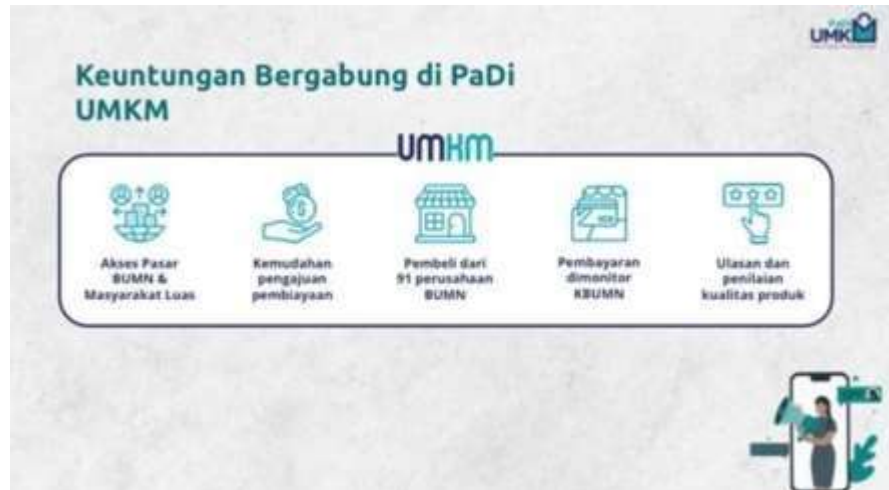 PaDi
UMKM
Keuntungan Bergabung di PaDi
UMKM
UMKM
Akses Pasar
BUMN &
Masyarakat Luas
Kemudahan
pengajuan
pembiayaan
Pembeli dari
91 perusahaan
BUMN
Pembayaran
dimonitor
KBUMN
Ulasan dan
penilaian
kualitas produk